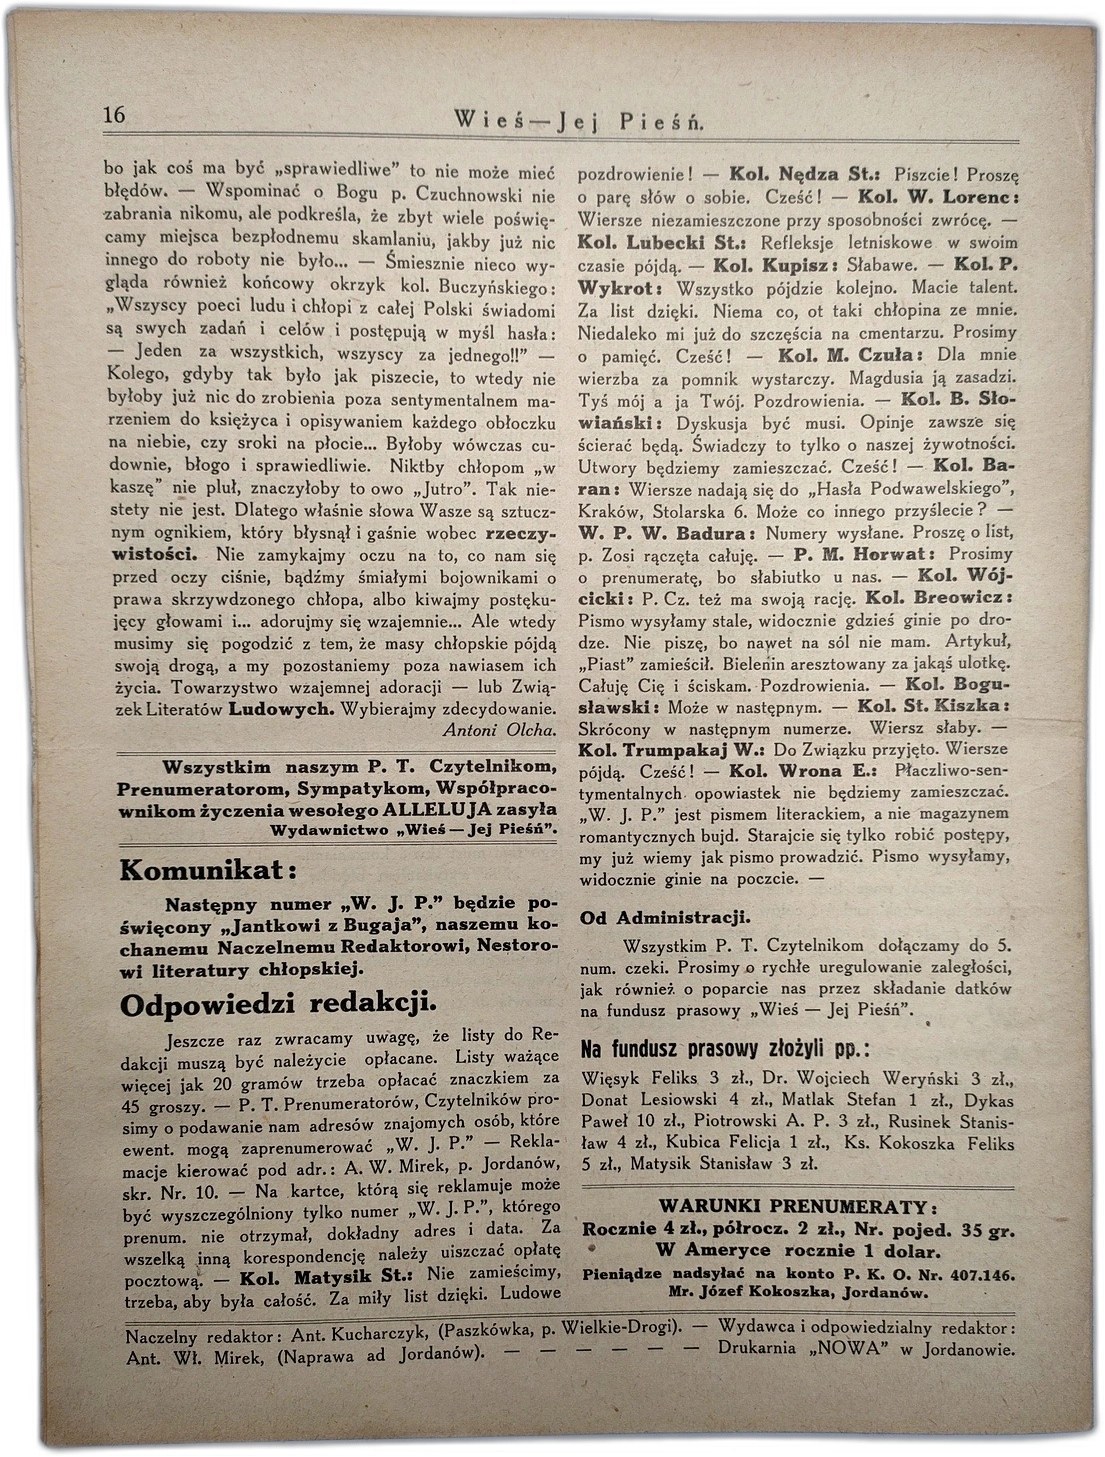 16
Wieś—Jej Pieśń.
bo jak coś ma być „sprawiedliwe” to nie może mieć
błędów. — Wspominać o Bogu p. Czuchnowski nie
zabrania nikomu, ale podkreśla, że zbyt wiele poświę-
camy miejsca bezpłodnemu skamlaniu, jakby już nic
innego do roboty nie było... — Śmiesznie nieco wy-
gląda również końcowy okrzyk kol. Buczyńskiego:
„Wszyscy poeci ludu i chłopi z całej Polski świadomi
są swych zadań i celów i postępują w myśl hasła:
— Jeden za wszystkich, wszyscy za jednego!!” —
Kolego, gdyby tak było jak piszecie, to wtedy nie
byłoby już nic do zrobienia poza sentymentalnem ma-
rzeniem do księżyca i opisywaniem każdego obłoczku
na niebie, czy sroki na płocie... Byłoby wówczas cu-
downie, błogo i sprawiedliwie. Niktby chłopom „w
kaszę” nie pluł, znaczyłoby to owo „Jutro”. Tak nie-
stety nie jest. Dlatego właśnie słowa Wasze są sztucz-
nym ognikiem, który błysnął i gaśnie wobec rzeczy-
wistości. Nie zamykajmy oczu na to, co nam się
przed oczy ciśnie, bądźmy śmiałymi bojownikami o
prawa skrzywdzonego chłopa, albo kiwajmy postęku-
jęcy głowami i... adorujmy się wzajemnie... Ale wtedy
musimy się pogodzić z tem, że masy chłopskie pójdą
swoją drogą, a my pozostaniemy poza nawiasem ich
życia. Towarzystwo wzajemnej adoracji — lub Zwią-
zek Literatów Ludowych. Wybierajmy zdecydowanie.
Antoni Olcha.
Wszystkim naszym P. T. Czytelnikom,
Prenumeratorom, Sympatykom, Współpraco-
wnikom życzenia wesołego ALLELUJA zasyła
Wydawnictwo „Wieś — Jej Pieśń”.
Komunikat:
Następny numer „W. J. P.” będzie po-
święcony „Jantkowi z Bugaja”, naszemu ko-
chanemu Naczelnemu Redaktorowi, Nestoro-
wi literatury chłopskiej.
Odpowiedzi redakcji.
Jeszcze raz zwracamy uwagę, że listy do Re-
dakcji muszą być należycie opłacane. Listy ważące
więcej jak 20 gramów trzeba opłacać znaczkiem za
45 groszy. — P. T. Prenumeratorów, Czytelników pro-
simy o podawanie nam adresów znajomych osób, które
ewent. mogą zaprenumerować „W. J. P.” — Rekla-
macje kierować pod adr.: A. W. Mirek, p. Jordanów,
skr. Nr. 10. — Na kartce, którą się reklamuje może
być wyszczególniony tylko numer „W. J. P.”, którego
prenum. nie otrzymał, dokładny adres i data. Za
wszelką inną korespondencję należy uiszczać opłatę
pocztową. — Kol. Matysik St.: Nie zamieścimy,
trzeba, aby była całość. Za miły list dzięki. Ludowe
pozdrowienie! — Kol. Nędza St.: Piszcie! Proszę
o parę słów o sobie. Cześć! — Kol. W. Lorenc:
Wiersze niezamieszczone przy sposobności zwrócę. —
Kol. Lubecki St.: Refleksje letniskowe w swoim
czasie pójdą. — Kol. Kupisz: Słabawe. — Kol. P.
Wykrot: Wszystko pójdzie kolejno. Macie talent.
Za list dzięki. Niema co, ot taki chłopina ze mnie.
Niedaleko mi już do szczęścia na cmentarzu. Prosimy
o pamięć. Cześć! — Kol. M. Czuła: Dla mnie
wierzba za pomnik wystarczy. Magdusia ją zasadzi.
Tyś mój a ja Twój. Pozdrowienia. — Kol. B. Sło-
wiański: Dyskusja być musi. Opinje zawsze się
ścierać będą. Świadczy to tylko o naszej żywotności.
Utwory będziemy zamieszczać. Cześć! — Kol. Ba-
ran: Wiersze nadają się do „Hasła Podwawelskiego”,
Kraków, Stolarska 6. Może co innego przyślecie? —
W. P. W. Badura: Numery wysłane. Proszę o list,
p. Zosi rączęta całuję. — P. M. Horwat: Prosimy
o prenumeratę, bo słabiutko u nas. — Kol. Wój-
cicki: P. Cz. też ma swoją rację. Kol. Breowicz:
Pismo wysyłamy stale, widocznie gdzieś ginie po dro-
dze. Nie piszę, bo nawet na sól nie mam. Artykuł,
„Piast” zamieścił. Bielenin aresztowany za jakąś ulotkę.
Całuję Cię i ściskam. Pozdrowienia. — Kol. Bogu-
sławski: Może w następnym. — Kol. St. Kiszka:
Skrócony w następnym numerze. Wiersz słaby. —
Kol. Trumpakaj W.: Do Związku przyjęto. Wiersze
pójdą. Cześć! — Kol. Wrona E.: Płaczliwo-sen-
tymentalnych opowiastek nie będziemy zamieszczać.
„W. J. P.” jest pismem literackiem, a nie magazynem
romantycznych bujd. Starajcie się tylko robić postępy,
my już wiemy jak pismo prowadzić. Pismo wysyłamy,
widocznie ginie na poczcie. —
Od Administracji.
Wszystkim P. T. Czytelnikom dołączamy do 5.
num. czeki. Prosimy o rychłe uregulowanie zaległości,
jak również o poparcie nas przez składanie datków
na fundusz prasowy „Wieś — Jej Pieśń”.
Na fundusz prasowy złożyli pp.:
Więsyk Feliks 3 zł., Dr. Wojciech Weryński 3 zł.,
Donat Lesiowski 4 zł., Matlak Stefan 1 zł., Dykas
Paweł 10 zł., Piotrowski A. P. 3 zł., Rusinek Stanis-
ław 4 zł., Kubica Felicja 1 zł., Ks. Kokoszka Feliks
5 zł., Matysik Stanisław 3 zł.
WARUNKI PRENUMERATY:
Rocznie 4 zł., półrocz. 2 zł., Nr. pojed. 35 gr.
W Ameryce rocznie 1 dolar.
Pieniądze nadsyłać na konto P. K. O. Nr. 407.146.
Mr. Józef Kokoszka, Jordanów.
Naczelny redaktor: Ant. Kucharczyk, (Paszkówka, p. Wielkie-Drogi). — Wydawca i odpowiedzialny redaktor:
Ant. Wł. Mirek, (Naprawa ad Jordanów). — — — — — — Drukarnia „NOWA” w Jordanowie.